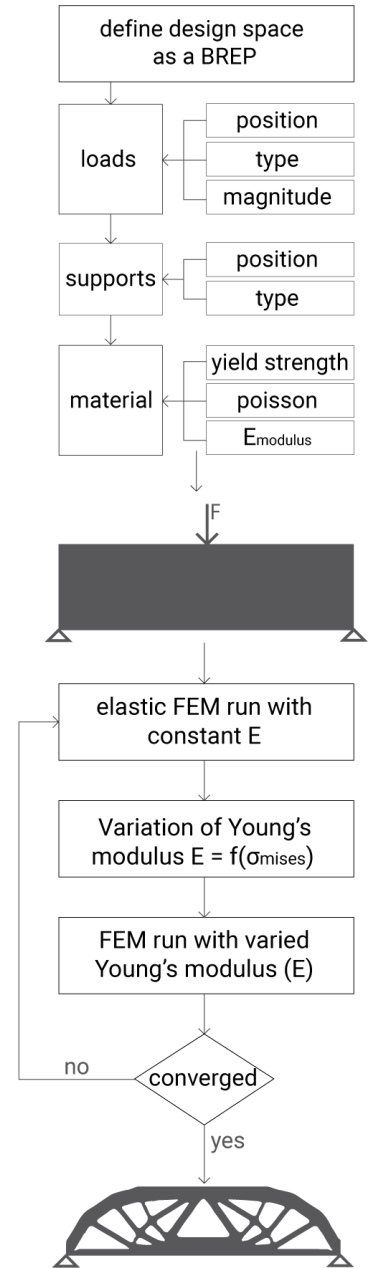 define design space
as a BREP
loads
position
type
magnitude
supports
position
type
material
yield strength
poisson
Emodulus
F
elastic FEM run with
constant E
Variation of Young’s
modulus E = f(σmises)
FEM run with varied
Young’s modulus (E)
converged
no
yes